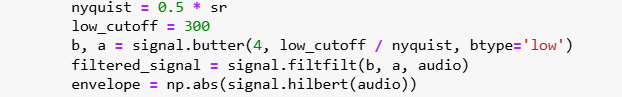 nyquist = 0.5 * sr
low_cutoff = 300
b, a = signal.butter(4, low_cutoff / nyquist, btype='low')
filtered_signal = signal.filtfilt(b, a, audio)
envelope = np.abs(signal.hilbert(audio))